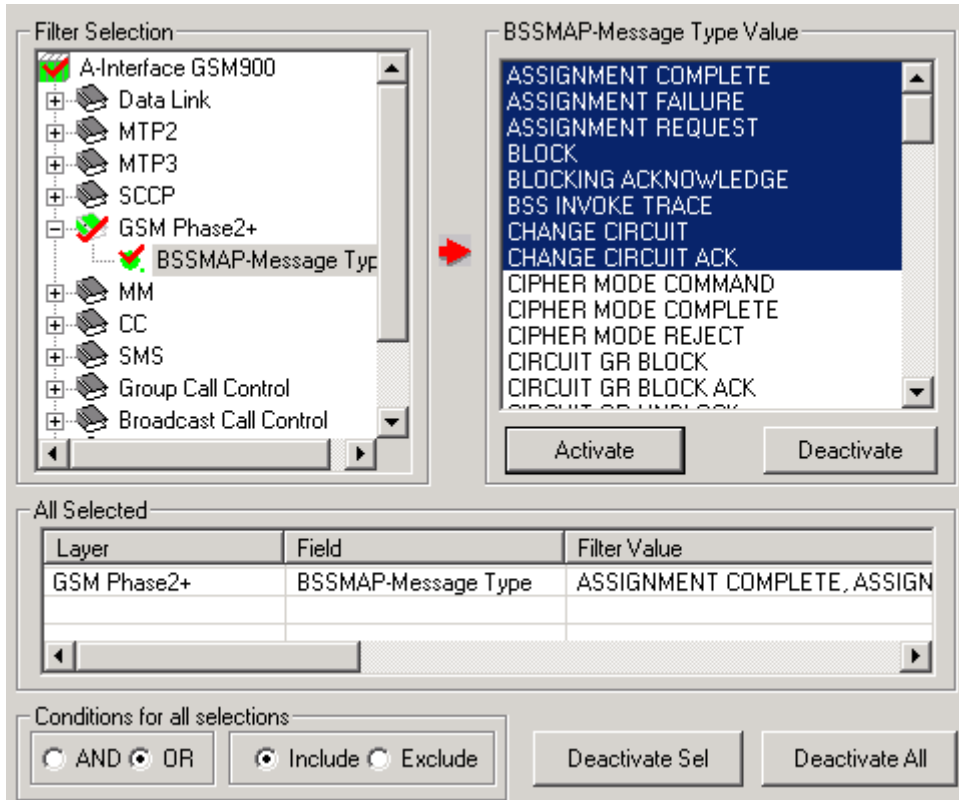 Filter Selection
A-Interface GSM900
Data Link
MTP2
MTP3
SCCP
GSM Phase2+
BSSMAP-Message Typ
MM
CC
SMS
Group Call Control
Broadcast Call Control
BSSMAP-Message Type Value
ASSIGNMENT COMPLETE
ASSIGNMENT FAILURE
ASSIGNMENT REQUEST
BLOCK
BLOCKING ACKNOWLEDGE
BSS INVOKE TRACE
CHANGE CIRCUIT
CHANGE CIRCUIT ACK
CIPHER MODE COMMAND
CIPHER MODE COMPLETE
CIPHER MODE REJECT
CIRCUIT GR BLOCK
CIRCUIT GR BLOCK ACK
CIRCUIT GR UNBLOCK
Activate Deactivate
All Selected
Layer Field Filter Value
GSM Phase2+ BSSMAP-Message Type ASSIGNMENT COMPLETE, ASSIGN
Conditions for all selections
AND OR Include Exclude
Deactivate Sel Deactivate All